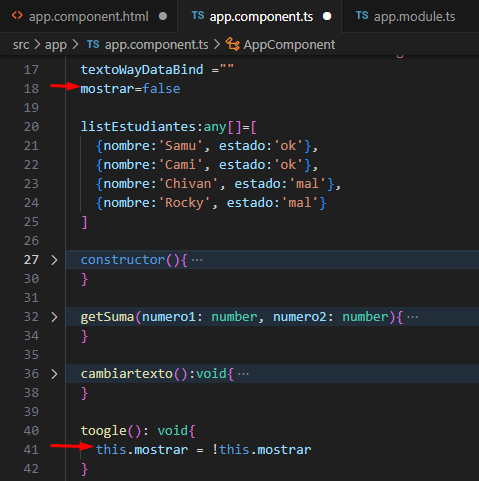 <> app.component.html
TS app.component.ts
TS app.module.ts
src > app > TS app.component.ts > AppComponent
17 textoWayDataBind =""
18 mostrar=false
19
20 listEstudiantes:any[]=[
21 {nombre:'Samu', estado:'ok'},
22 {nombre:'Cami', estado:'ok'},
23 {nombre:'Chivan', estado:'mal'},
24 {nombre:'Rocky', estado:'mal'}
25 ]
26
27 > constructor(){ ···
30 }
31
32 > getSuma(numero1: number, numero2: number){ ···
34 }
35
36 > cambiartexto():void{ ···
38 }
39
40 toogle(): void{
41 this.mostrar = !this.mostrar
42 }